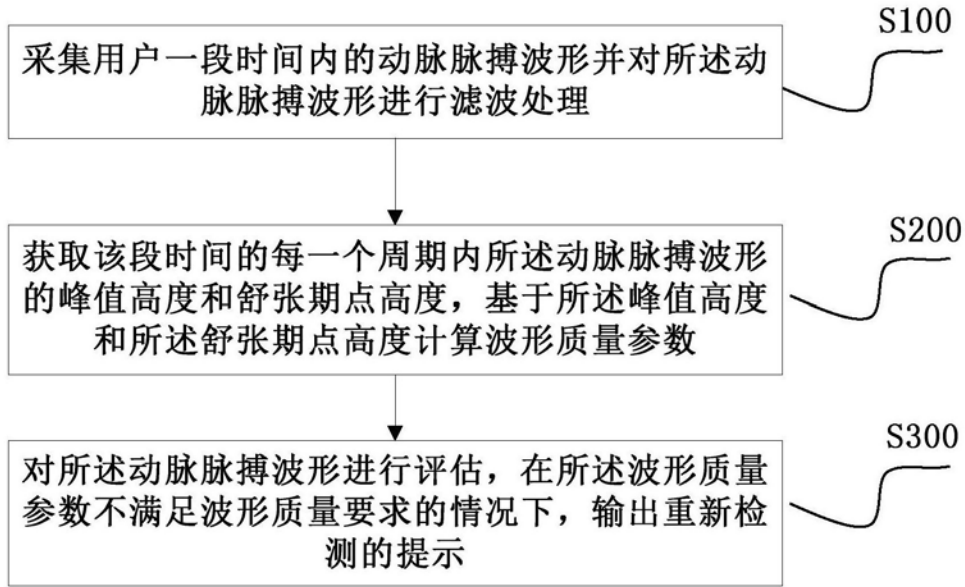 S100
采集用户一段时间内的动脉脉搏波形并对所述动
脉脉搏波形进行滤波处理
S200
获取该段时间的每一个周期内所述动脉脉搏波形
的峰值高度和舒张期点高度，基于所述峰值高度
和所述舒张期点高度计算波形质量参数
S300
对所述动脉脉搏波形进行评估，在所述波形质量
参数不满足波形质量要求的情况下，输出重新检
测的提示